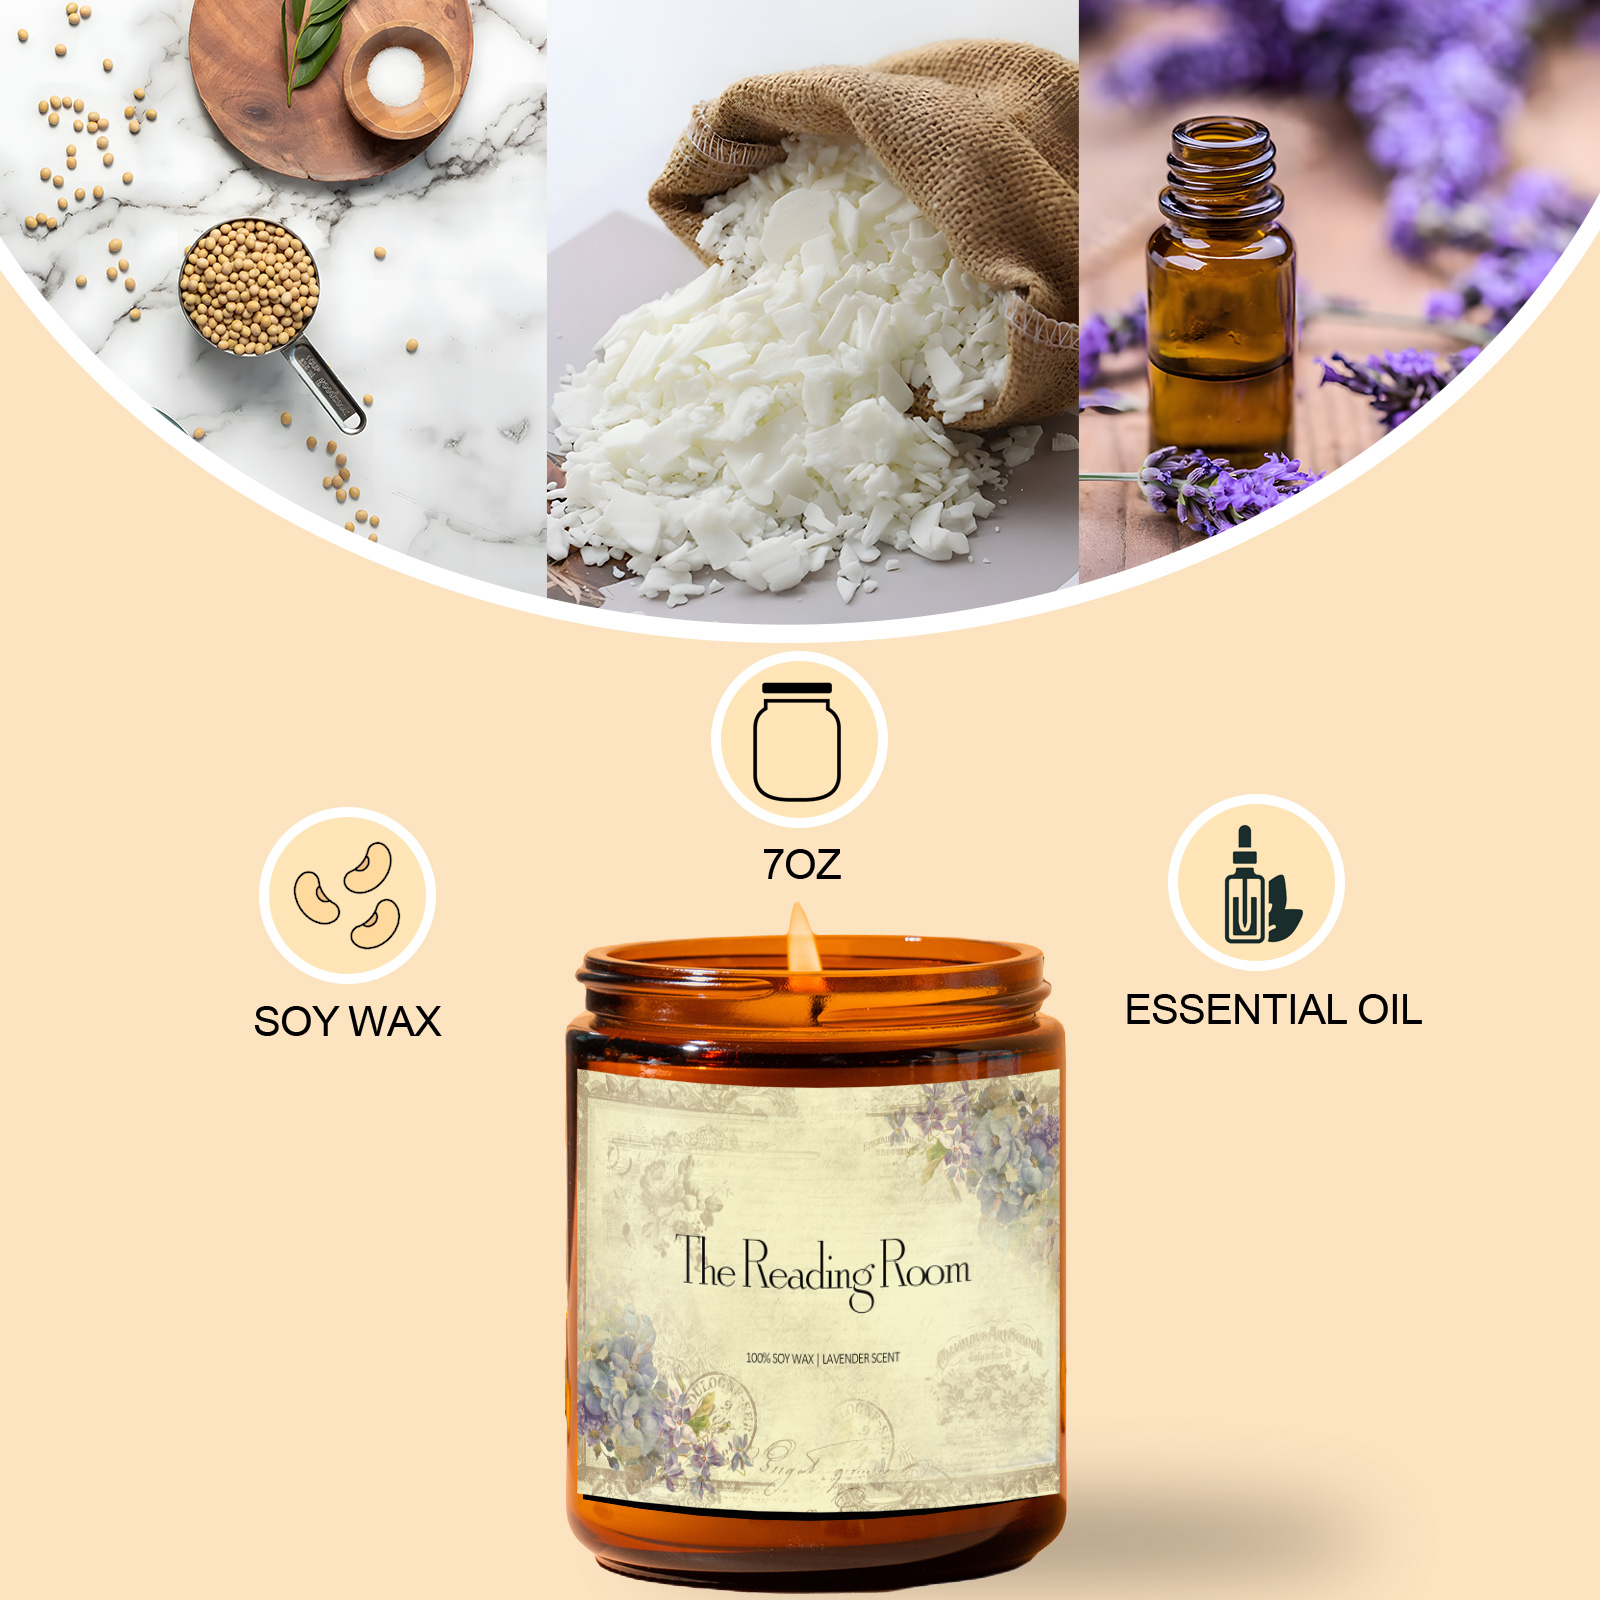 7OZ
SOY WAX
ESSENTIAL OIL
The Reading Room
100% SOY WAX | LAVENDER SCENT